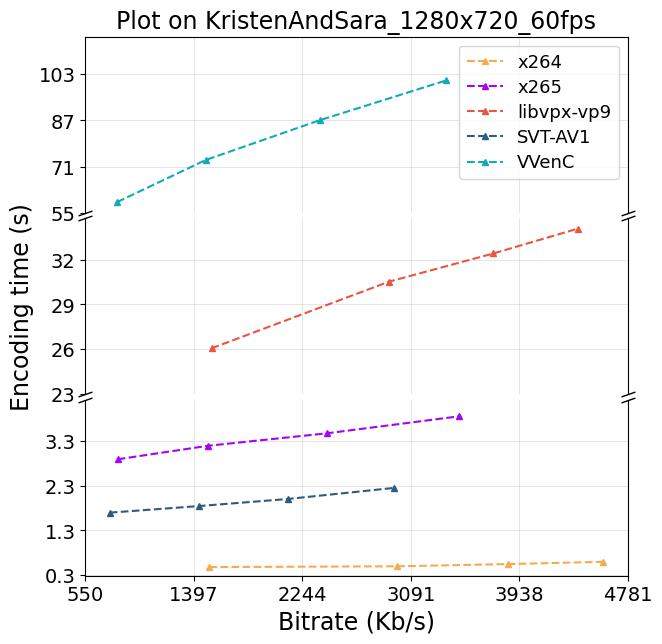 Plot on KristenAndSara_1280x720_60fps
x264
x265
libvpx-vp9
SVT-AV1
VVenC
103
87
71
55
32
29
26
23
3.3
2.3
1.3
0.3
Encoding time (s)
550 1397 2244 3091 3938 4781
Bitrate (Kb/s)